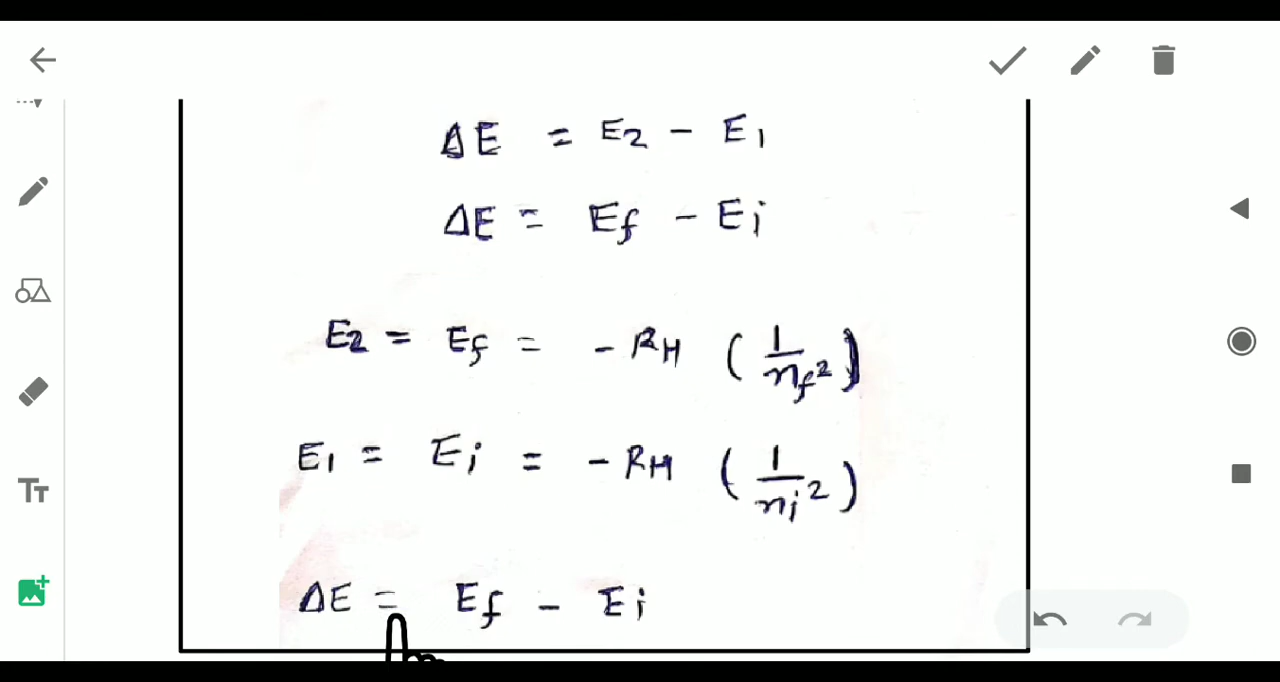 ΔE = E2 - E1
ΔE = Ef - Ei
E2 = Ef = - RH (1/nf²)
E1 = Ei = - RH (1/ni²)
TT
ΔE = Ef - Ei